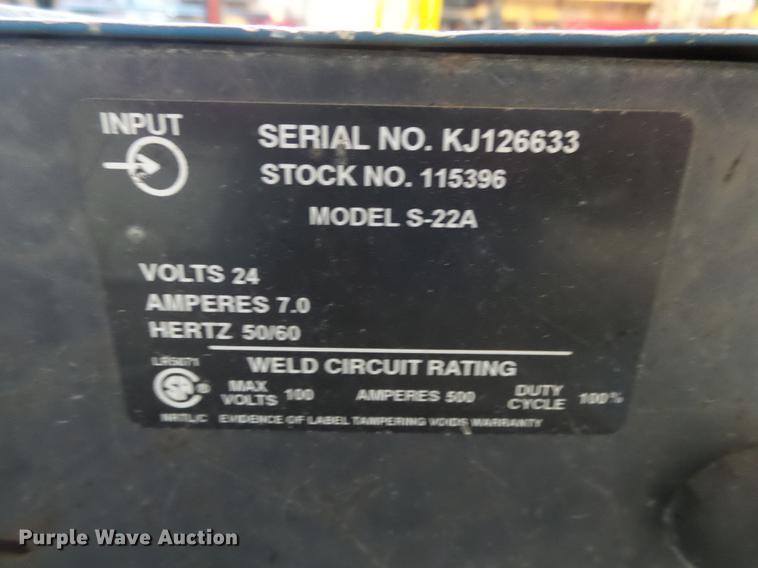 INPUT
SERIAL NO. KJ126633
STOCK NO. 115396
MODEL S-22A
VOLTS 24
AMPERES 7.0
HERTZ 50/60
WELD CIRCUIT RATING
MAX VOLTS 100 AMPERES 500 DUTY CYCLE 100%
NRTL/C EVIDENCE OF LABEL TAMPERING VOIDS WARRANTY
Purple Wave Auction